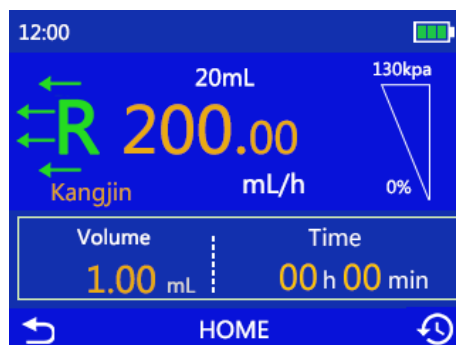 12:00
20mL
130kpa
R 200.00
Kangjin
mL/h
0%
Volume
Time
1.00 mL
00 h 00 min
HOME